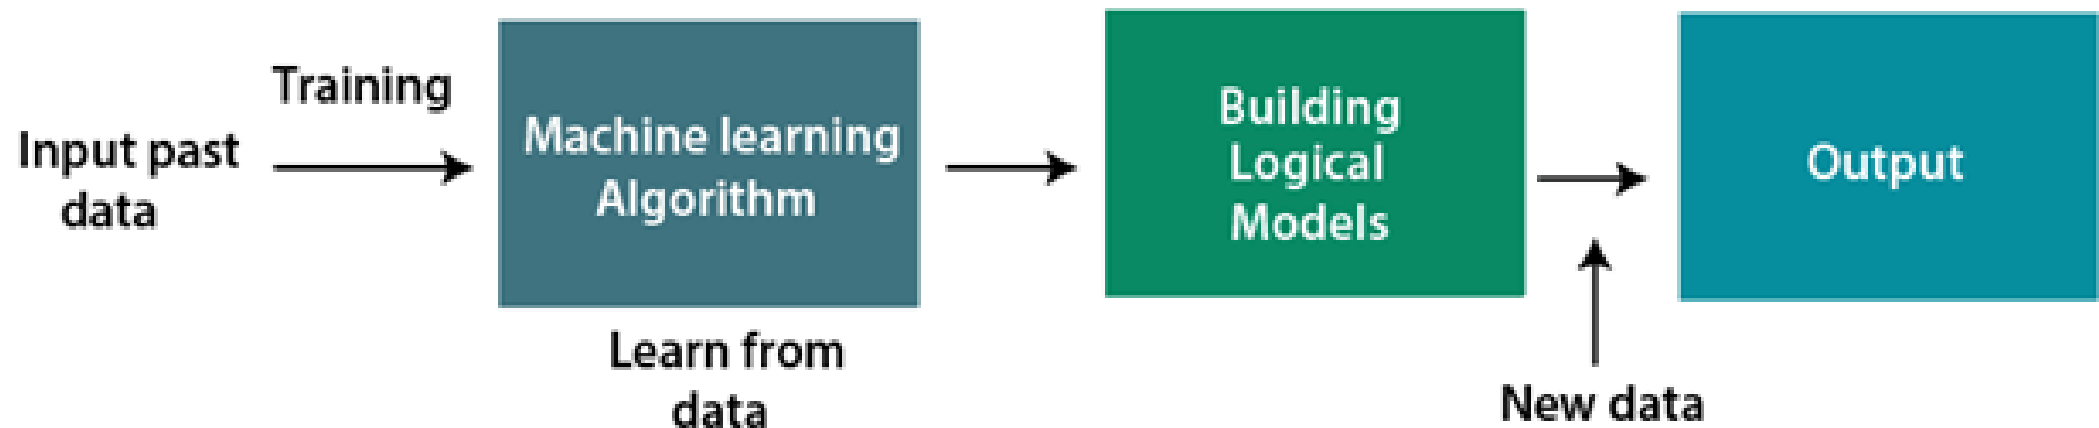 Training
Input past
data
Machine learning
Algorithm
Learn from
data
Building
Logical
Models
New data
Output